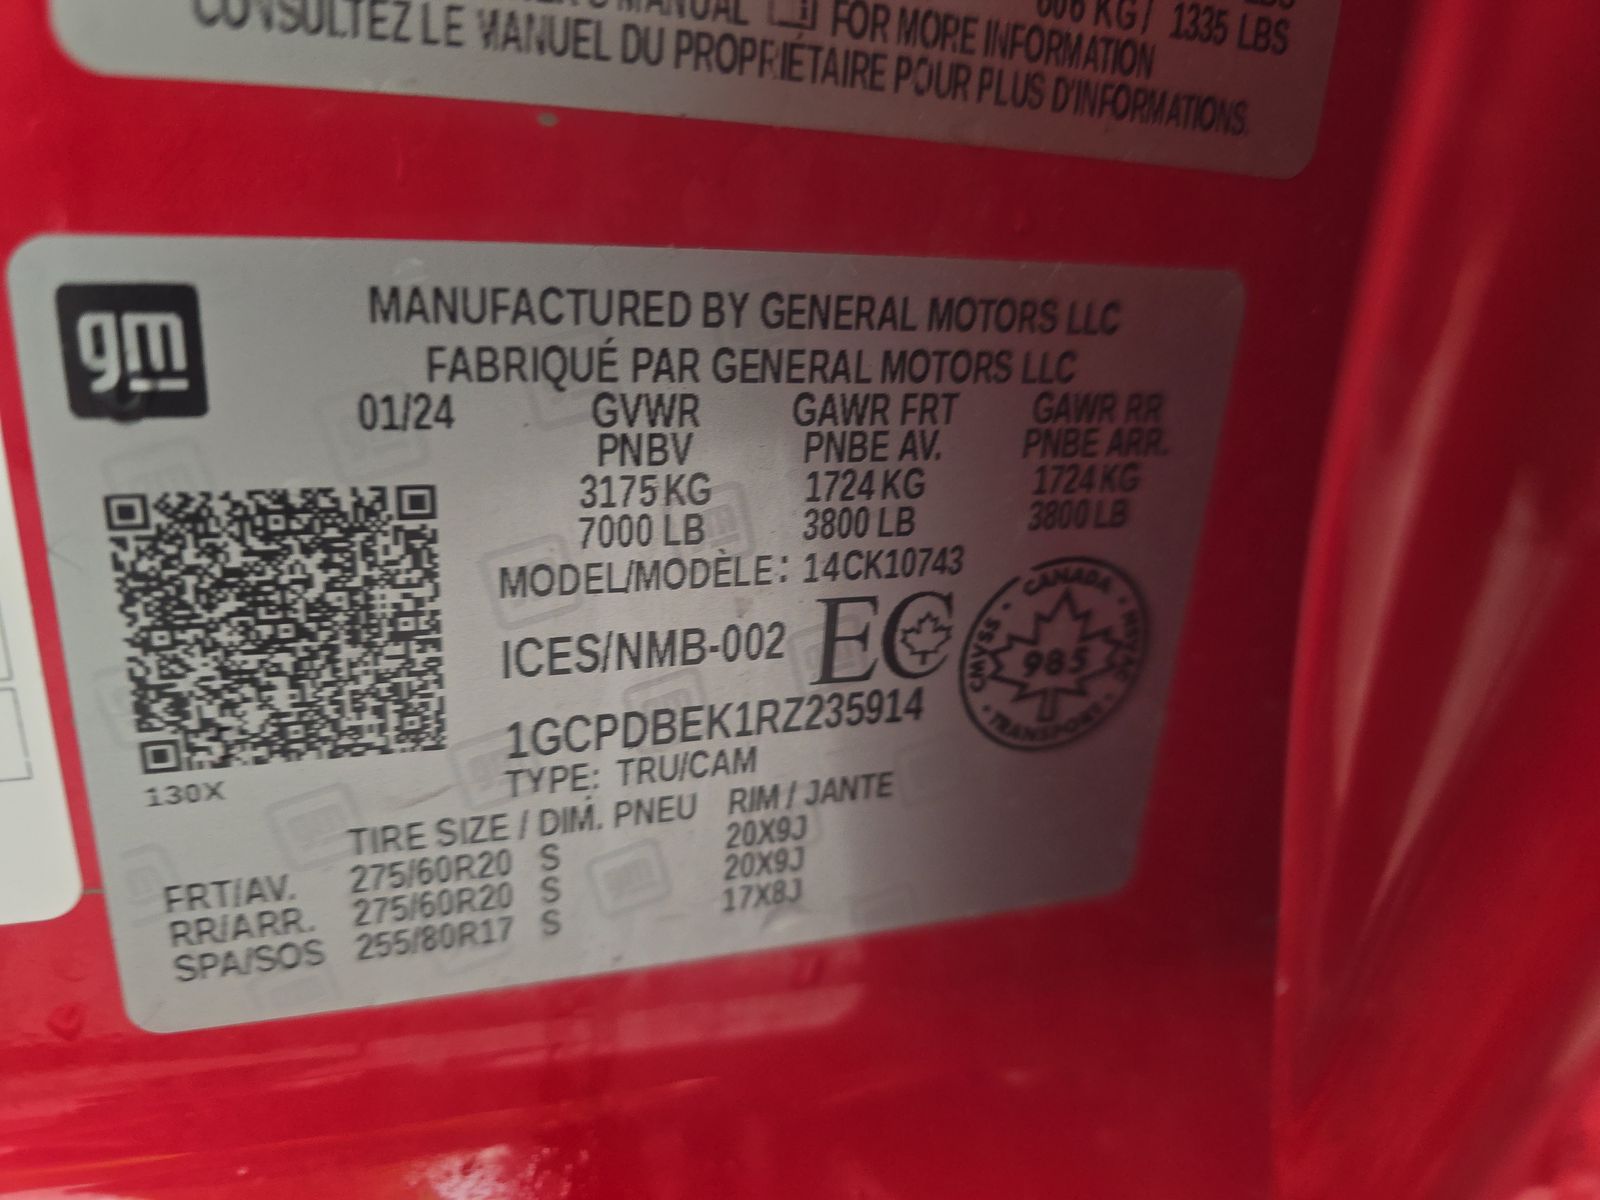 MANUAL i FOR MORE INFORMATION
606 KG / 1335 LBS
CONSULTEZ LE MANUEL DU PROPRIÉTAIRE POUR PLUS D'INFORMATIONS.
gm
MANUFACTURED BY GENERAL MOTORS LLC
FABRIQUÉ PAR GENERAL MOTORS LLC
01/24 GVWR GAWR FRT GAWR RR
PNBV PNBE AV. PNBE ARR.
3175 KG 1724 KG 1724 KG
7000 LB 3800 LB 3800 LB
MODEL/MODÈLE: 14CK10743
ICES/NMB-002 EC
CANADA · NVVAC · TRANSPORT · CMVSS ·
985
1GCPDBEK1RZ235914
TYPE: TRU/CAM
130X
TIRE SIZE / DIM. PNEU RIM / JANTE
FRT/AV. 275/60R20 S 20X9J
RR/ARR. 275/60R20 S 20X9J
SPA/SOS 255/80R17 S 17X8J